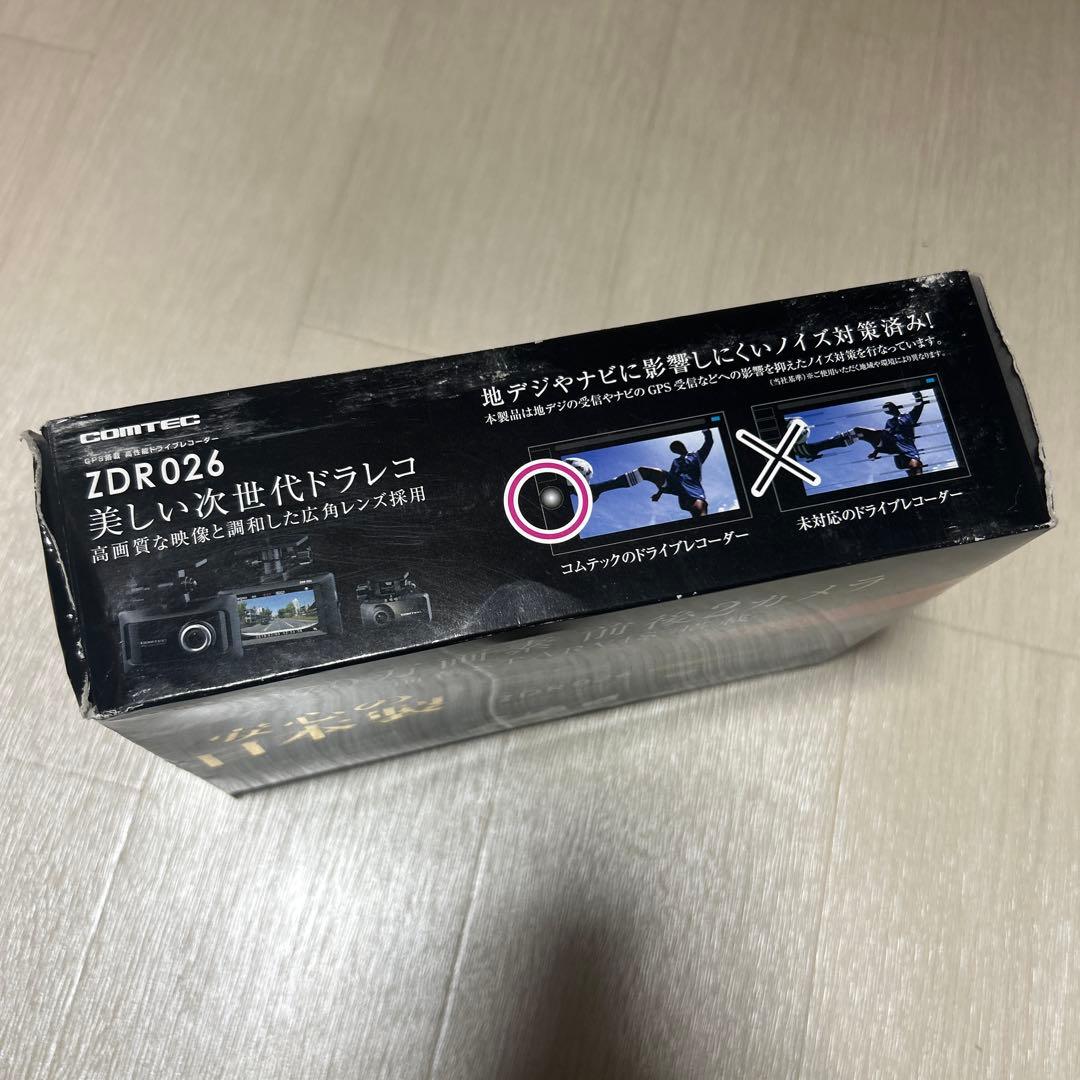 COMTEC
GPS搭載 高性能ドライブレコーダー
ZDR026
美しい次世代ドラレコ
高画質な映像と調和した広角レンズ採用
地デジやナビに影響しにくいノイズ対策済み!
本製品は地デジの受信やナビのGPS受信などへの影響を抑えたノイズ対策を行なっています。
(当社基準)※ご使用いただく地域や環境により異なります。
コムテックのドライブレコーダー
未対応のドライブレコーダー
COMTEC
安心の
日本製